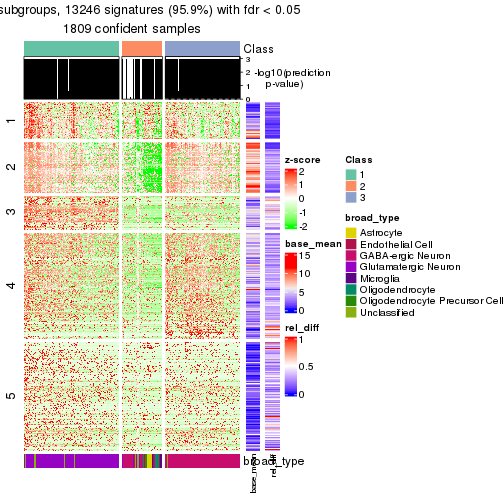 subgroups, 13246 signatures (95.9%) with fdr < 0.05
1809 confident samples
Class
3
2
1
0
-log10(prediction
p-value)
1
2
3
4
5
z-score
2
1
0
-1
-2
base_mean
15
10
5
0
rel_diff
1
0.5
0
Class
1
2
3
broad_type
Astrocyte
Endothelial Cell
GABA-ergic Neuron
Glutamatergic Neuron
Microglia
Oligodendrocyte
Oligodendrocyte Precursor Cell
Unclassified
broad_type
base_mean
rel_diff